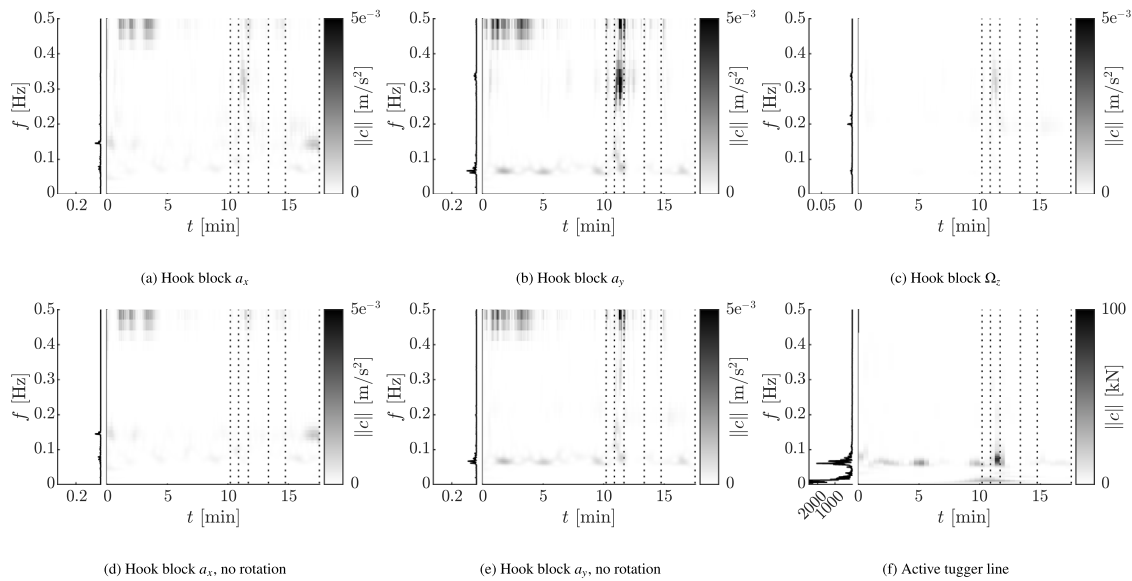 0.5
0.4
0.3
0.2
0.1
0
f [Hz]
0.2
0 5 10 15
t [min]
5e⁻³
0
||c|| [m/s²]
(a) Hook block aₓ
0.5
0.4
0.3
0.2
0.1
0
f [Hz]
0.2
0 5 10 15
t [min]
5e⁻³
0
||c|| [m/s²]
(b) Hook block a_y
0.5
0.4
0.3
0.2
0.1
0
f [Hz]
0.05
0 5 10 15
t [min]
5e⁻³
0
||c|| [m/s²]
(c) Hook block Ω_z
0.5
0.4
0.3
0.2
0.1
0
f [Hz]
0.2
0 5 10 15
t [min]
5e⁻³
0
||c|| [m/s²]
(d) Hook block aₓ, no rotation
0.5
0.4
0.3
0.2
0.1
0
f [Hz]
0.2
0 5 10 15
t [min]
5e⁻³
0
||c|| [m/s²]
(e) Hook block a_y, no rotation
0.5
0.4
0.3
0.2
0.1
0
f [Hz]
2000 1000
0 5 10 15
t [min]
100
0
||c|| [kN]
(f) Active tugger line